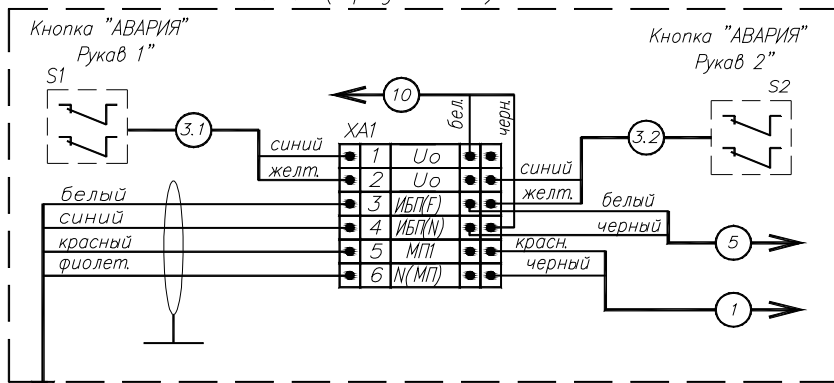 Кнопка "АВАРИЯ"
Рукав 1"
S1
3.1
10
бел.
черн.
Кнопка "АВАРИЯ"
Рукав 2"
S2
3.2
XA1
синий
1 Uo
желт.
2 Uo
синий
желт.
белый
3 ИБП(F)
белый
синий
4 ИБП(N)
черный
5
красный
5 МП1
красн.
фиолет.
6 N(МП)
черный
1